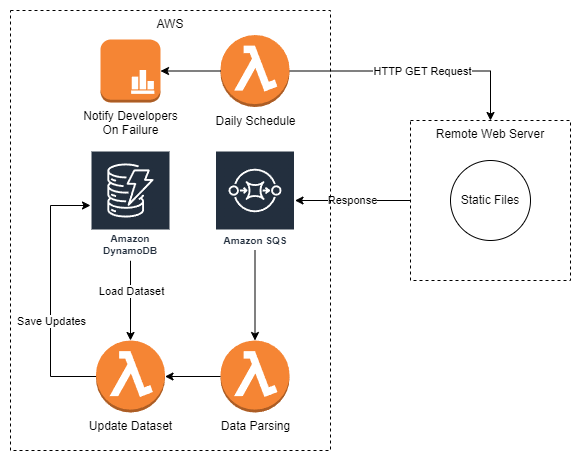 AWS
HTTP GET Request
Notify Developers
On Failure
Daily Schedule
Remote Web Server
Static Files
Response
Amazon
DynamoDB
Amazon SQS
Load Dataset
Save Updates
Update Dataset
Data Parsing